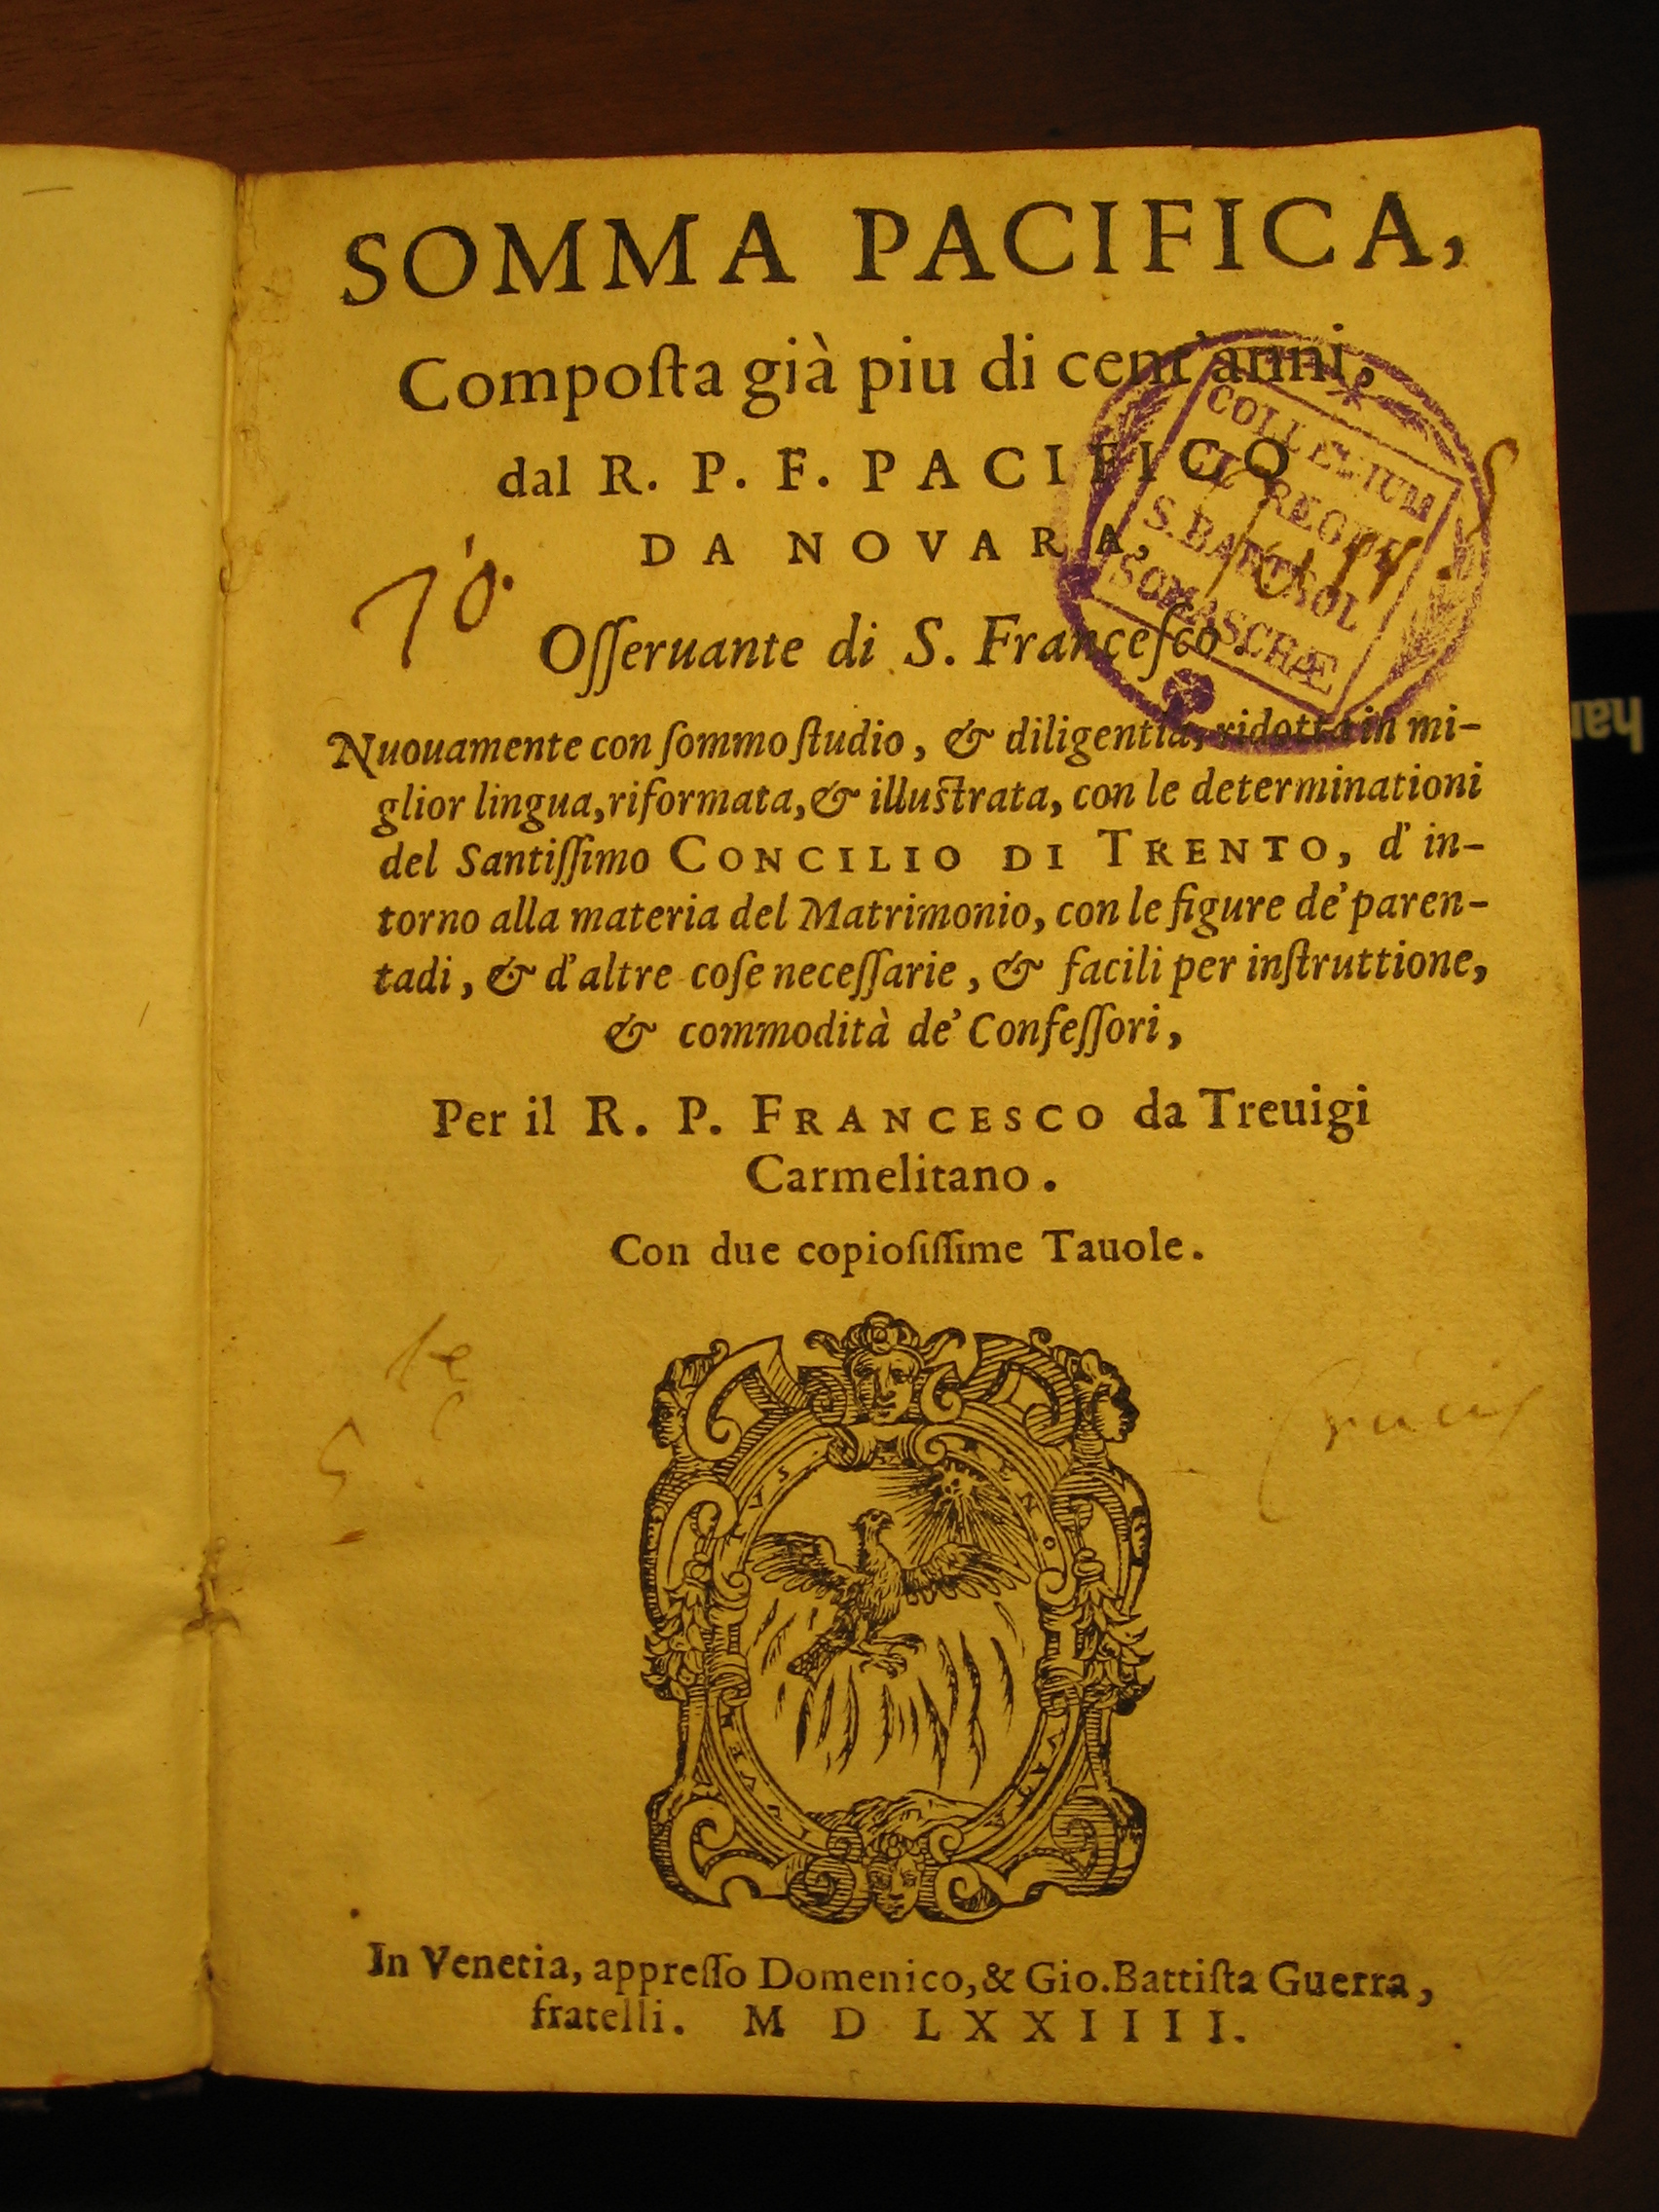 SOMMA PACIFICA,
Compoſta già piu di cent'anni,
dal R. P. F. PACIFICO
DA NOVARA,
Oſſeruante di S. Franceſco.
Nuouamente con ſommo ſtudio, & diligentia, ridotta in mi-
glior lingua, riformata, & illuſtrata, con le determinationi
del Santiſſimo CONCILIO DI TRENTO, d'in-
torno alla materia del Matrimonio, con le figure de' paren-
tadi, & d'altre coſe neceſſarie, & facili per inſtruttione,
& commodità de' Confeſſori,
Per il R. P. FRANCESCO da Treuigi
Carmelitano.
Con due copioſiſſime Tauole.
In Venetia, appreſſo Domenico, & Gio. Battiſta Guerra,
fratelli. M D LXXIIII.
COLLEGIUM
S. BARTHOL
SOMASCHÆ